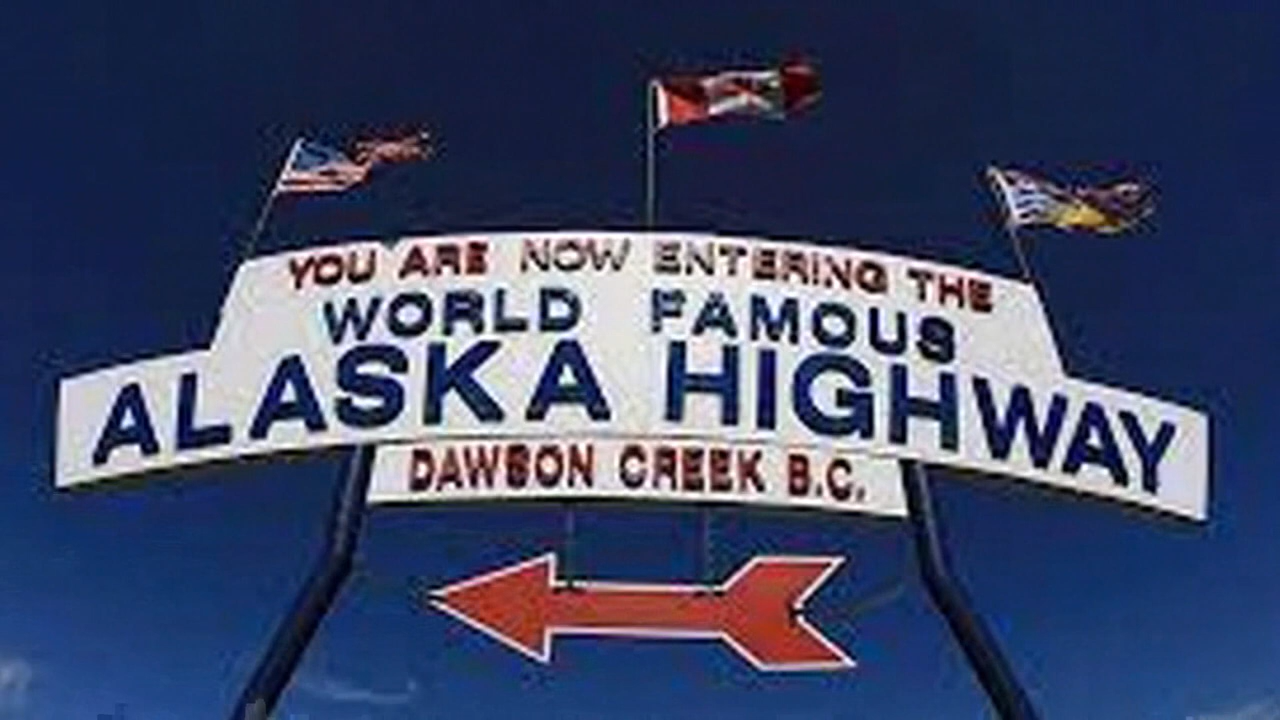 YOU ARE NOW ENTERING THE
WORLD FAMOUS
ALASKA HIGHWAY
DAWSON CREEK B.C.